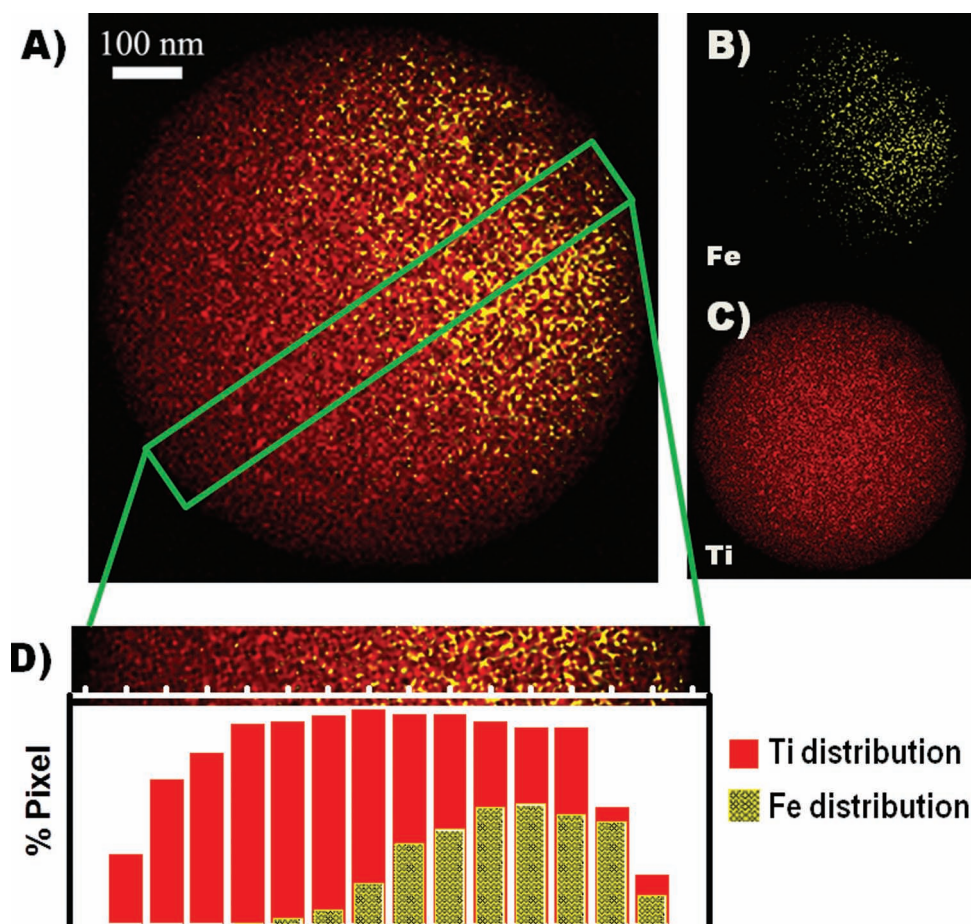 A)
100 nm
B)
Fe
C)
Ti
D)
% Pixel
Ti distribution
Fe distribution